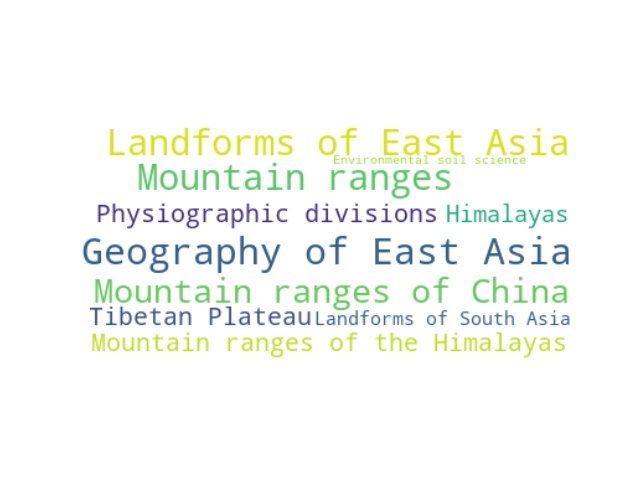 Landforms of East Asia
Environmental soil science
Mountain ranges
Physiographic divisions Himalayas
Geography of East Asia
Mountain ranges of China
Tibetan Plateau Landforms of South Asia
Mountain ranges of the Himalayas